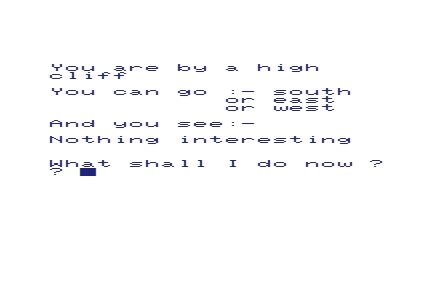 You are by a high
cliff
You can go :- south
or east
or west
And you see:-
Nothing interesting
What shall I do now ?
?